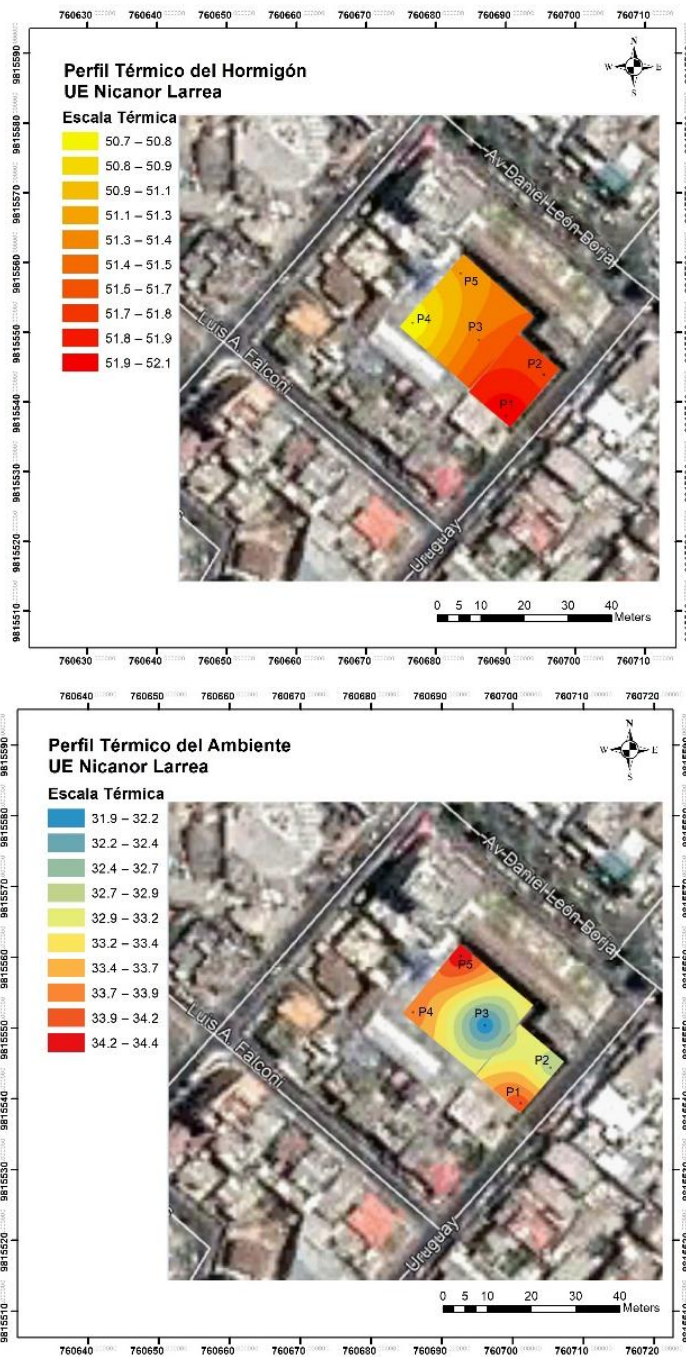 760630 760640 760650 760660 760670 760680 760690 760700 760710
Perfil Térmico del Hormigón
UE Nicanor Larrea
Escala Térmica
50.7 – 50.8
50.8 – 50.9
50.9 – 51.1
51.1 – 51.3
51.3 – 51.4
51.4 – 51.5
51.5 – 51.7
51.7 – 51.8
51.8 – 51.9
51.9 – 52.1
N
W E
S
9815590
9815580
9815570
9815560
9815550
9815540
9815530
9815520
9815510
Av-Daniel León Borja
Luis A. Falconí
Uruguay
P5
P4
P3
P2
P1
0 5 10 20 30 40
Meters
760630 760640 760650 760660 760670 760680 760690 760700 760710
760640 760650 760660 760670 760680 760690 760700 760710 760720
Perfil Térmico del Ambiente
UE Nicanor Larrea
Escala Térmica
31.9 – 32.2
32.2 – 32.4
32.4 – 32.7
32.7 – 32.9
32.9 – 33.2
33.2 – 33.4
33.4 – 33.7
33.7 – 33.9
33.9 – 34.2
34.2 – 34.4
N
W E
S
9815590
9815580
9815570
9815560
9815550
9815540
9815530
9815520
9815510
Av-Daniel León Borja
Luis A. Falconí
Uruguay
P5
P4
P3
P2
P1
0 5 10 20 30 40
Meters
760640 760650 760660 760670 760680 760690 760700 760710 760720